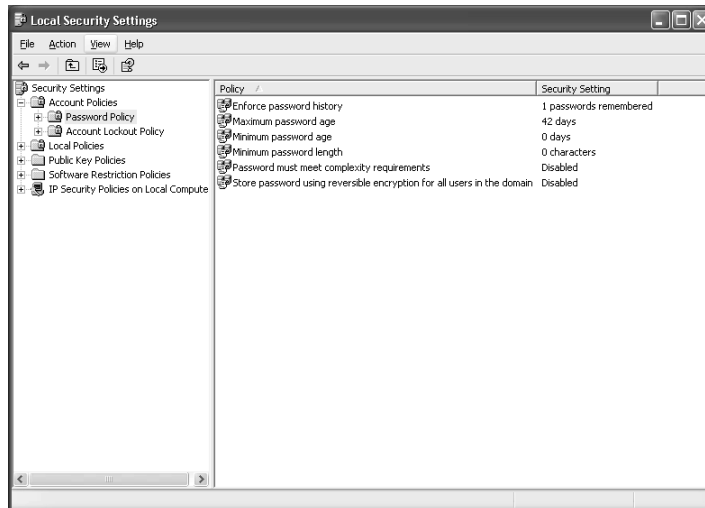 Local Security Settings
File Action View Help
Security Settings
Account Policies
Password Policy
Account Lockout Policy
Local Policies
Public Key Policies
Software Restriction Policies
IP Security Policies on Local Compute
Policy Security Setting
Enforce password history 1 passwords remembered
Maximum password age 42 days
Minimum password age 0 days
Minimum password length 0 characters
Password must meet complexity requirements Disabled
Store password using reversible encryption for all users in the domain Disabled